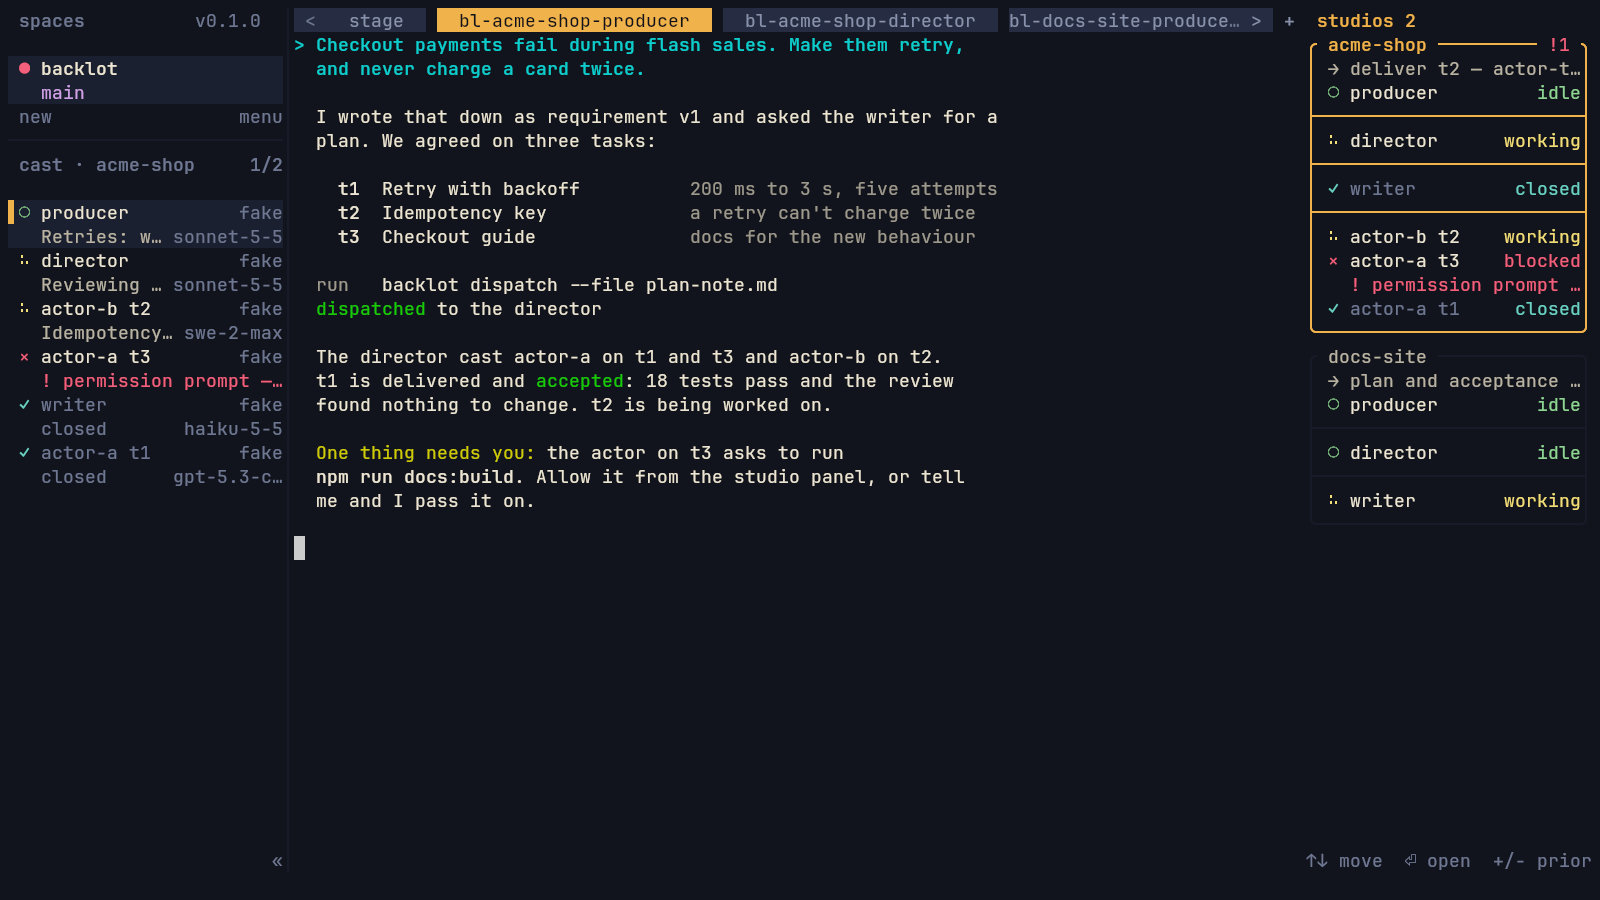 spaces v0.1.0
backlot
main
new menu
cast · acme-shop 1/2
producer fake
Retries: w… sonnet-5-5
director fake
Reviewing … sonnet-5-5
actor-b t2 fake
Idempotency… swe-2-max
× actor-a t3 fake
! permission prompt —…
✓ writer fake
closed haiku-5-5
✓ actor-a t1 fake
closed gpt-5.3-c…
«
< stage bl-acme-shop-producer bl-acme-shop-director bl-docs-site-produce… > +
> Checkout payments fail during flash sales. Make them retry,
and never charge a card twice.
I wrote that down as requirement v1 and asked the writer for a
plan. We agreed on three tasks:
t1 Retry with backoff 200 ms to 3 s, five attempts
t2 Idempotency key a retry can't charge twice
t3 Checkout guide docs for the new behaviour
run backlot dispatch --file plan-note.md
dispatched to the director
The director cast actor-a on t1 and t3 and actor-b on t2.
t1 is delivered and accepted: 18 tests pass and the review
found nothing to change. t2 is being worked on.
One thing needs you: the actor on t3 asks to run
npm run docs:build. Allow it from the studio panel, or tell
me and I pass it on.
studios 2
acme-shop !1
→ deliver t2 — actor-t…
producer idle
director working
✓ writer closed
actor-b t2 working
× actor-a t3 blocked
! permission prompt …
✓ actor-a t1 closed
docs-site
→ plan and acceptance …
producer idle
director idle
writer working
↑↓ move ⏎ open +/- prior